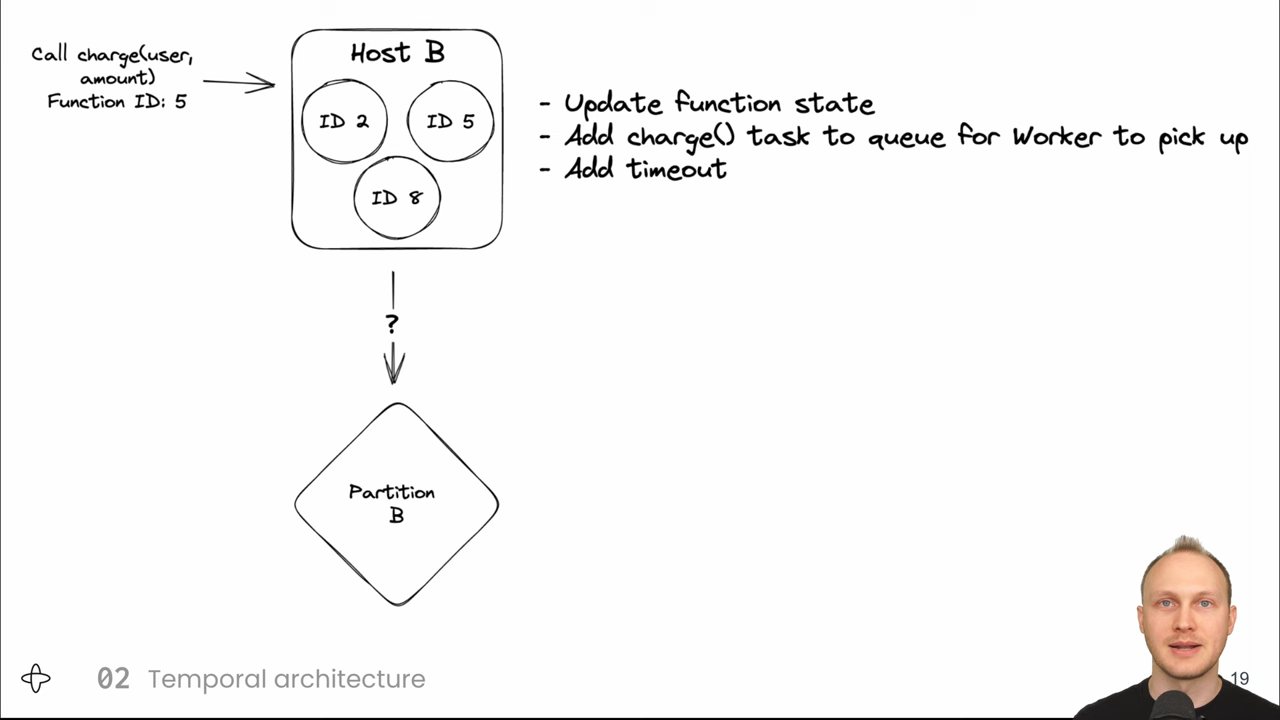 Call charge(user,
amount)
Function ID: 5
Host B
ID 2
ID 5
ID 8
- Update function state
- Add charge() task to queue for Worker to pick up
- Add timeout
?
Partition
B
02 Temporal architecture
19